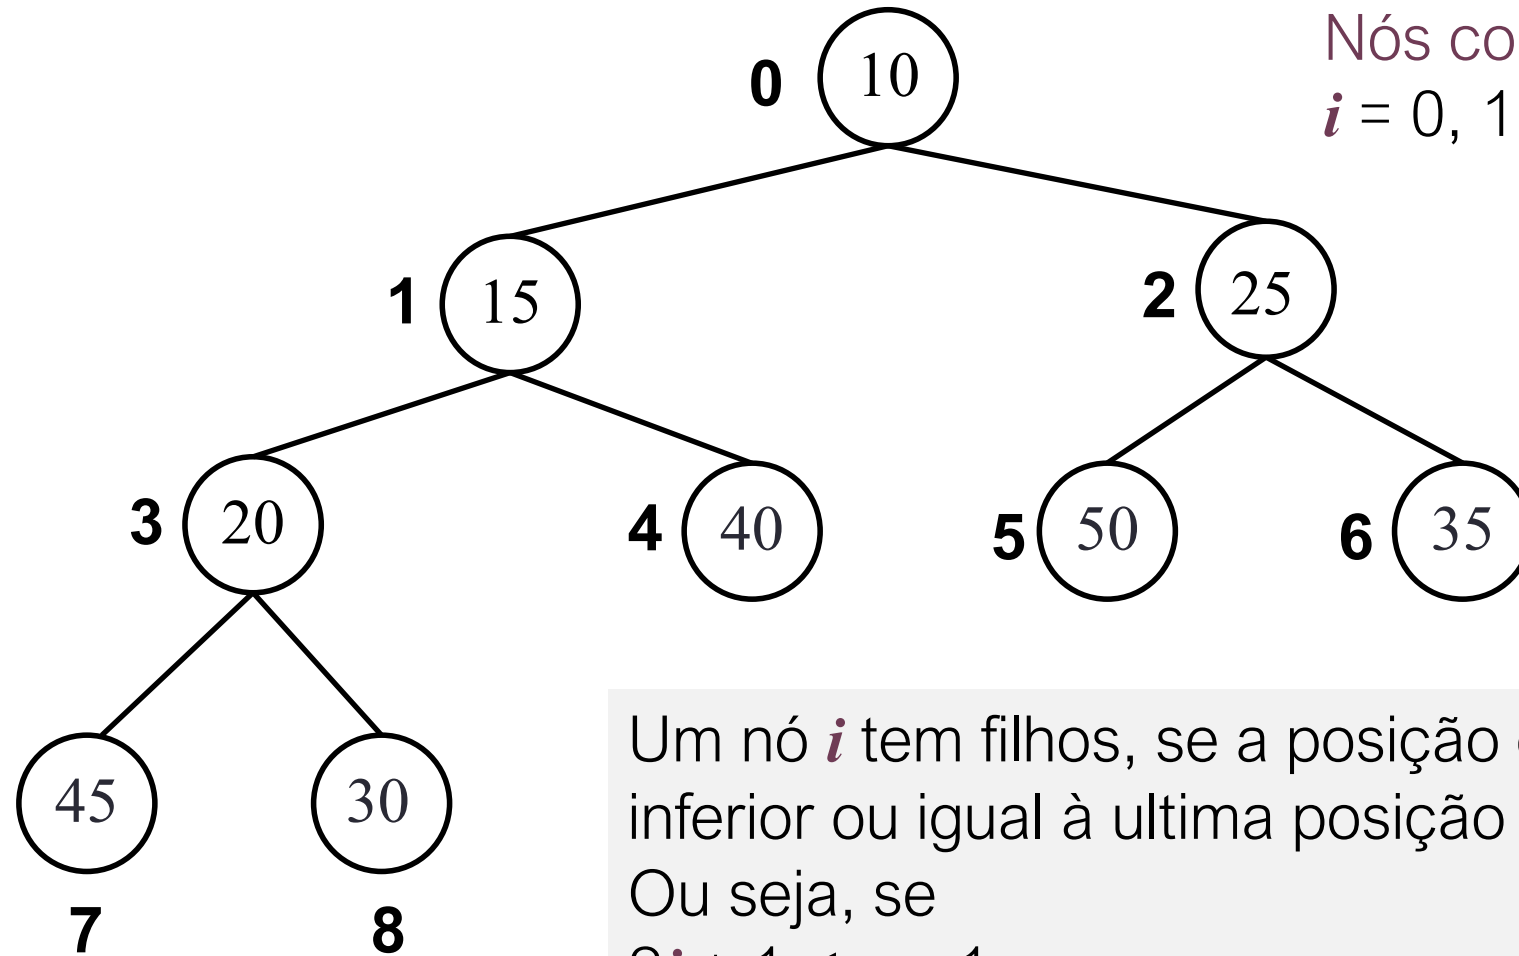 Nós co
i = 0, 1
0 10
1 15
2 25
3 20
4 40
5 50
6 35
45
30
7
8
Um nó i tem filhos, se a posição
inferior ou igual à ultima posição
Ou seja, se